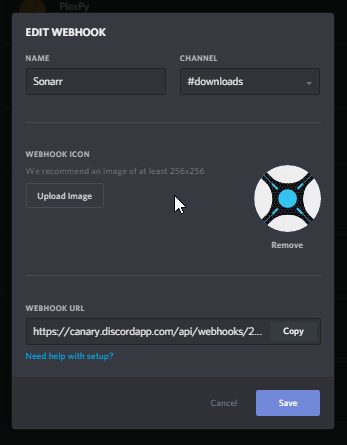 PlexPy
EDIT WEBHOOK
NAME
CHANNEL
Sonarr
#downloads
WEBHOOK ICON
We recommend an image of at least 256x256
Upload Image
Remove
WEBHOOK URL
https://canary.discordapp.com/api/webhooks/2...
Copy
Need help with setup?
Cancel
Save